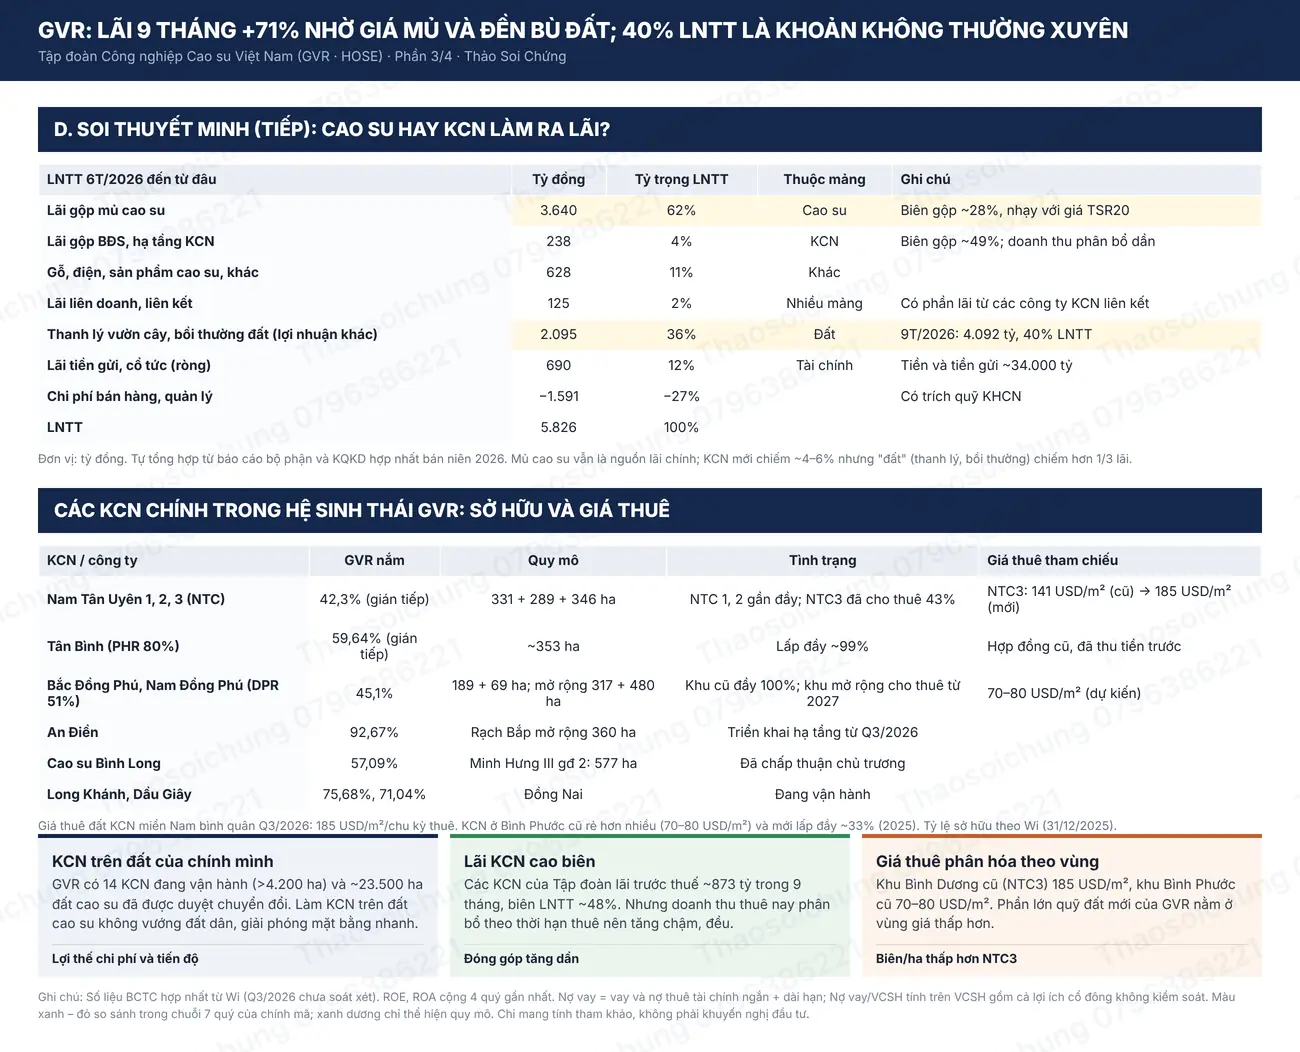 GVR: LÃI 9 THÁNG +71% NHỜ GIÁ MỦ VÀ ĐỀN BÙ ĐẤT; 40% LNTT LÀ KHOẢN KHÔNG THƯỜNG XUYÊN
Tập đoàn Công nghiệp Cao su Việt Nam (GVR · HOSE) · Phần 3/4 · Thảo Soi Chứng
D. SOI THUYẾT MINH (TIẾP): CAO SU HAY KCN LÀM RA LÃI?
LNTT 6T/2026 đến từ đâu Tỷ đồng Tỷ trọng LNTT Thuộc mảng Ghi chú
Lãi gộp mủ cao su 3.640 62% Cao su Biên gộp ~28%, nhạy với giá TSR20
Lãi gộp BĐS, hạ tầng KCN 238 4% KCN Biên gộp ~49%; doanh thu phân bổ dần
Gỗ, điện, sản phẩm cao su, khác 628 11% Khác
Lãi liên doanh, liên kết 125 2% Nhiều mảng Có phần lãi từ các công ty KCN liên kết
Thanh lý vườn cây, bồi thường đất (lợi nhuận khác) 2.095 36% Đất 9T/2026: 4.092 tỷ, 40% LNTT
Lãi tiền gửi, cổ tức (ròng) 690 12% Tài chính Tiền và tiền gửi ~34.000 tỷ
Chi phí bán hàng, quản lý −1.591 −27% Có trích quỹ KHCN
LNTT 5.826 100%
Đơn vị: tỷ đồng. Tự tổng hợp từ báo cáo bộ phận và KQKD hợp nhất bán niên 2026. Mủ cao su vẫn là nguồn lãi chính; KCN mới chiếm ~4–6% nhưng "đất" (thanh lý, bồi thường) chiếm hơn 1/3 lãi.
CÁC KCN CHÍNH TRONG HỆ SINH THÁI GVR: SỞ HỮU VÀ GIÁ THUÊ
KCN / công ty GVR nắm Quy mô Tình trạng Giá thuê tham chiếu
Nam Tân Uyên 1, 2, 3 (NTC) 42,3% (gián tiếp) 331 + 289 + 346 ha NTC 1, 2 gần đầy; NTC3 đã cho thuê 43% NTC3: 141 USD/m² (cũ) → 185 USD/m²
(mới)
Tân Bình (PHR 80%) 59,64% (gián
tiếp) ~353 ha Lấp đầy ~99% Hợp đồng cũ, đã thu tiền trước
Bắc Đồng Phú, Nam Đồng Phú (DPR
51%) 45,1% 189 + 69 ha; mở rộng 317 + 480
ha Khu cũ đầy 100%; khu mở rộng cho thuê từ
2027 70–80 USD/m² (dự kiến)
An Điền 92,67% Rạch Bắp mở rộng 360 ha Triển khai hạ tầng từ Q3/2026
Cao su Bình Long 57,09% Minh Hưng III gđ 2: 577 ha Đã chấp thuận chủ trương
Long Khánh, Dầu Giây 75,68%, 71,04% Đồng Nai Đang vận hành
Giá thuê đất KCN miền Nam bình quân Q3/2026: 185 USD/m²/chu kỳ thuê. KCN ở Bình Phước cũ rẻ hơn nhiều (70–80 USD/m²) và mới lấp đầy ~33% (2025). Tỷ lệ sở hữu theo Wi (31/12/2025).
KCN trên đất của chính mình
GVR có 14 KCN đang vận hành (>4.200 ha) và ~23.500 ha
đất cao su đã được duyệt chuyển đổi. Làm KCN trên đất
cao su không vướng đất dân, giải phóng mặt bằng nhanh.
Lợi thế chi phí và tiến độ
Lãi KCN cao biên
Các KCN của Tập đoàn lãi trước thuế ~873 tỷ trong 9
tháng, biên LNTT ~48%. Nhưng doanh thu thuê nay phân
bổ theo thời hạn thuê nên tăng chậm, đều.
Đóng góp tăng dần
Giá thuê phân hóa theo vùng
Khu Bình Dương cũ (NTC3) 185 USD/m², khu Bình Phước
cũ 70–80 USD/m². Phần lớn quỹ đất mới của GVR nằm ở
vùng giá thấp hơn.
Biên/ha thấp hơn NTC3
Ghi chú: Số liệu BCTC hợp nhất từ Wi (Q3/2026 chưa soát xét). ROE, ROA cộng 4 quý gần nhất. Nợ vay = vay và nợ thuê tài chính ngắn + dài hạn; Nợ vay/VCSH tính trên VCSH gồm cả lợi ích cổ đông không kiểm soát. Màu
xanh – đỏ so sánh trong chuỗi 7 quý của chính mã; xanh dương chỉ thể hiện quy mô. Chỉ mang tính tham khảo, không phải khuyến nghị đầu tư.
Thaosoichung 0796386221